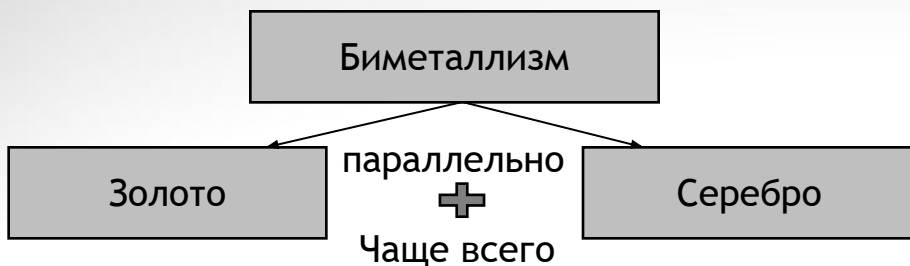 Биметаллизм
Золото
параллельно
Чаще всего
Серебро